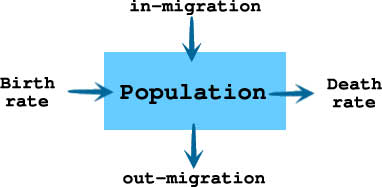 in-migration
Birth
rate
Population
Death
rate
out-migration